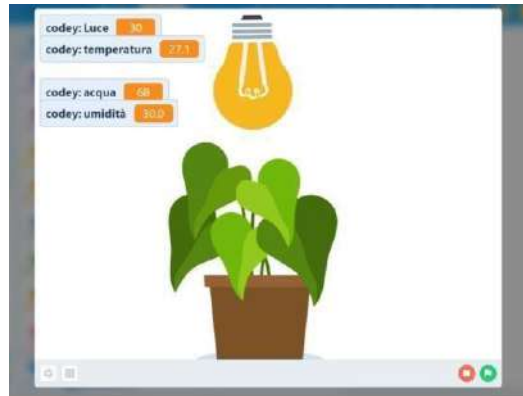 codey: Luce 30
codey: temperatura 27.1
codey: acqua 68
codey: umidità 30.0